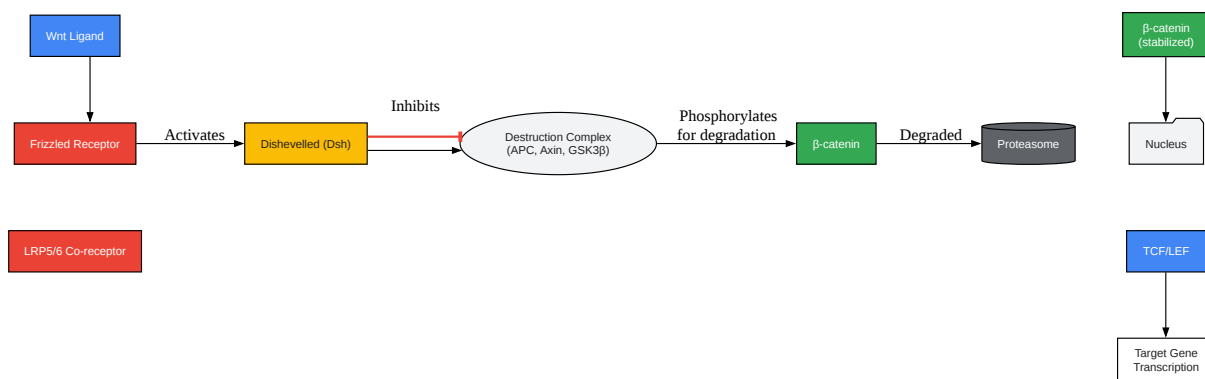 Wnt Ligand
β-catenin
(stabilized)
Inhibits
Frizzled Receptor
Activates
Dishevelled (Dsh)
Destruction Complex
(APC, Axin, GSK3β)
Phosphorylates
for degradation
β-catenin
Degraded
Proteasome
Nucleus
LRP5/6 Co-receptor
TCF/LEF
Target Gene
Transcription